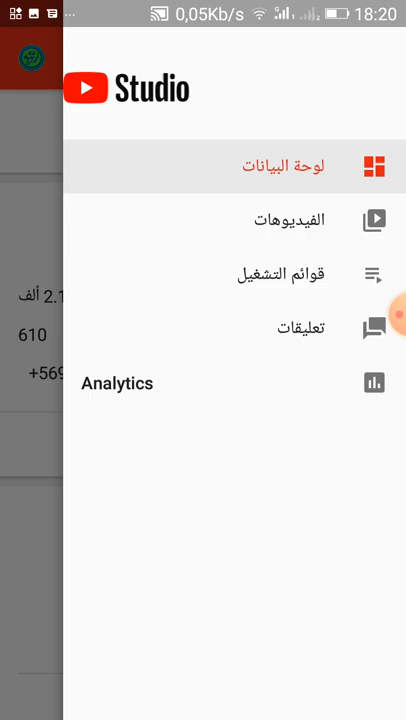 ... 0,05Kb/s 18:20
Studio
لوحة البيانات
الفيديوهات
قوائم التشغيل
تعليقات
Analytics
2.1 ألف
610
+569